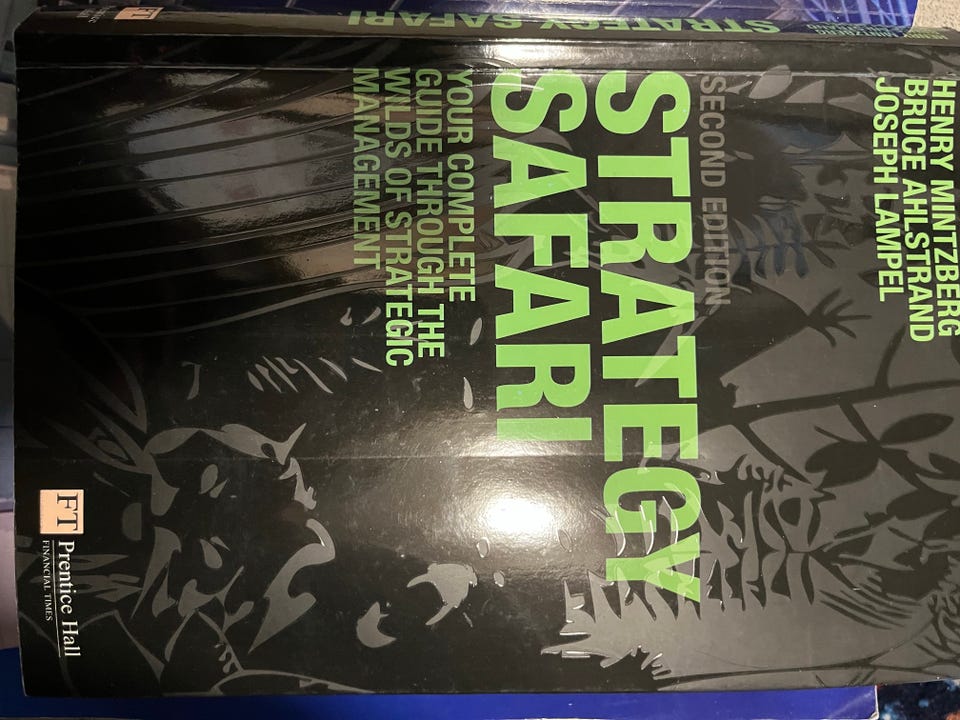 HENRY MINTZBERG
BRUCE AHLSTRAND
JOSEPH LAMPEL
SECOND EDITION
STRATEGY
SAFARI
YOUR COMPLETE
GUIDE THROUGH THE
WILDS OF STRATEGIC
MANAGEMENT
FT
Prentice Hall
FINANCIAL TIMES
STRATEGY SAFARI
FT